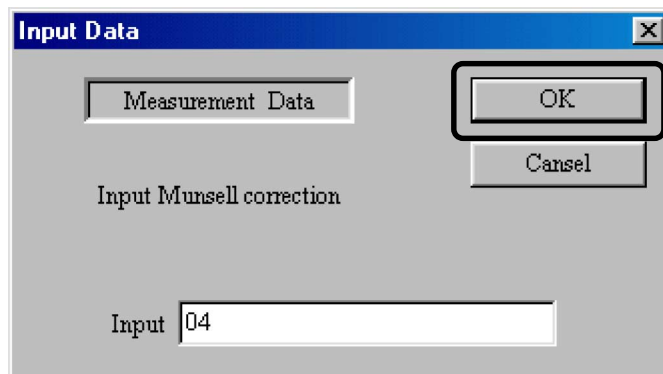 Input Data
Measurement Data
OK
Cansel
Input Munsell correction
Input 04